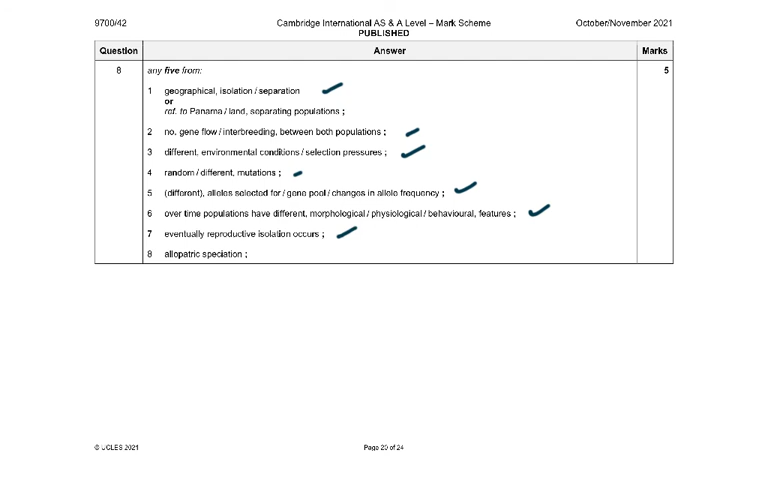 9700/42
Cambridge International AS & A Level – Mark Scheme
October/November 2021
PUBLISHED
Question
Answer
Marks
8
any five from:
5
1 geographical, isolation / separation
or
ref. to Panama / land, separating populations ;
2 no. gene flow / interbreeding, between both populations ;
3 different, environmental conditions / selection pressures ;
4 random / different, mutations ;
5 (different), alleles selected for / gene pool / changes in allele frequency ;
6 over time populations have different, morphological / physiological / behavioural, features ;
7 eventually reproductive isolation occurs ;
8 allopatric speciation ;
© UCLES 2021
Page 20 of 24